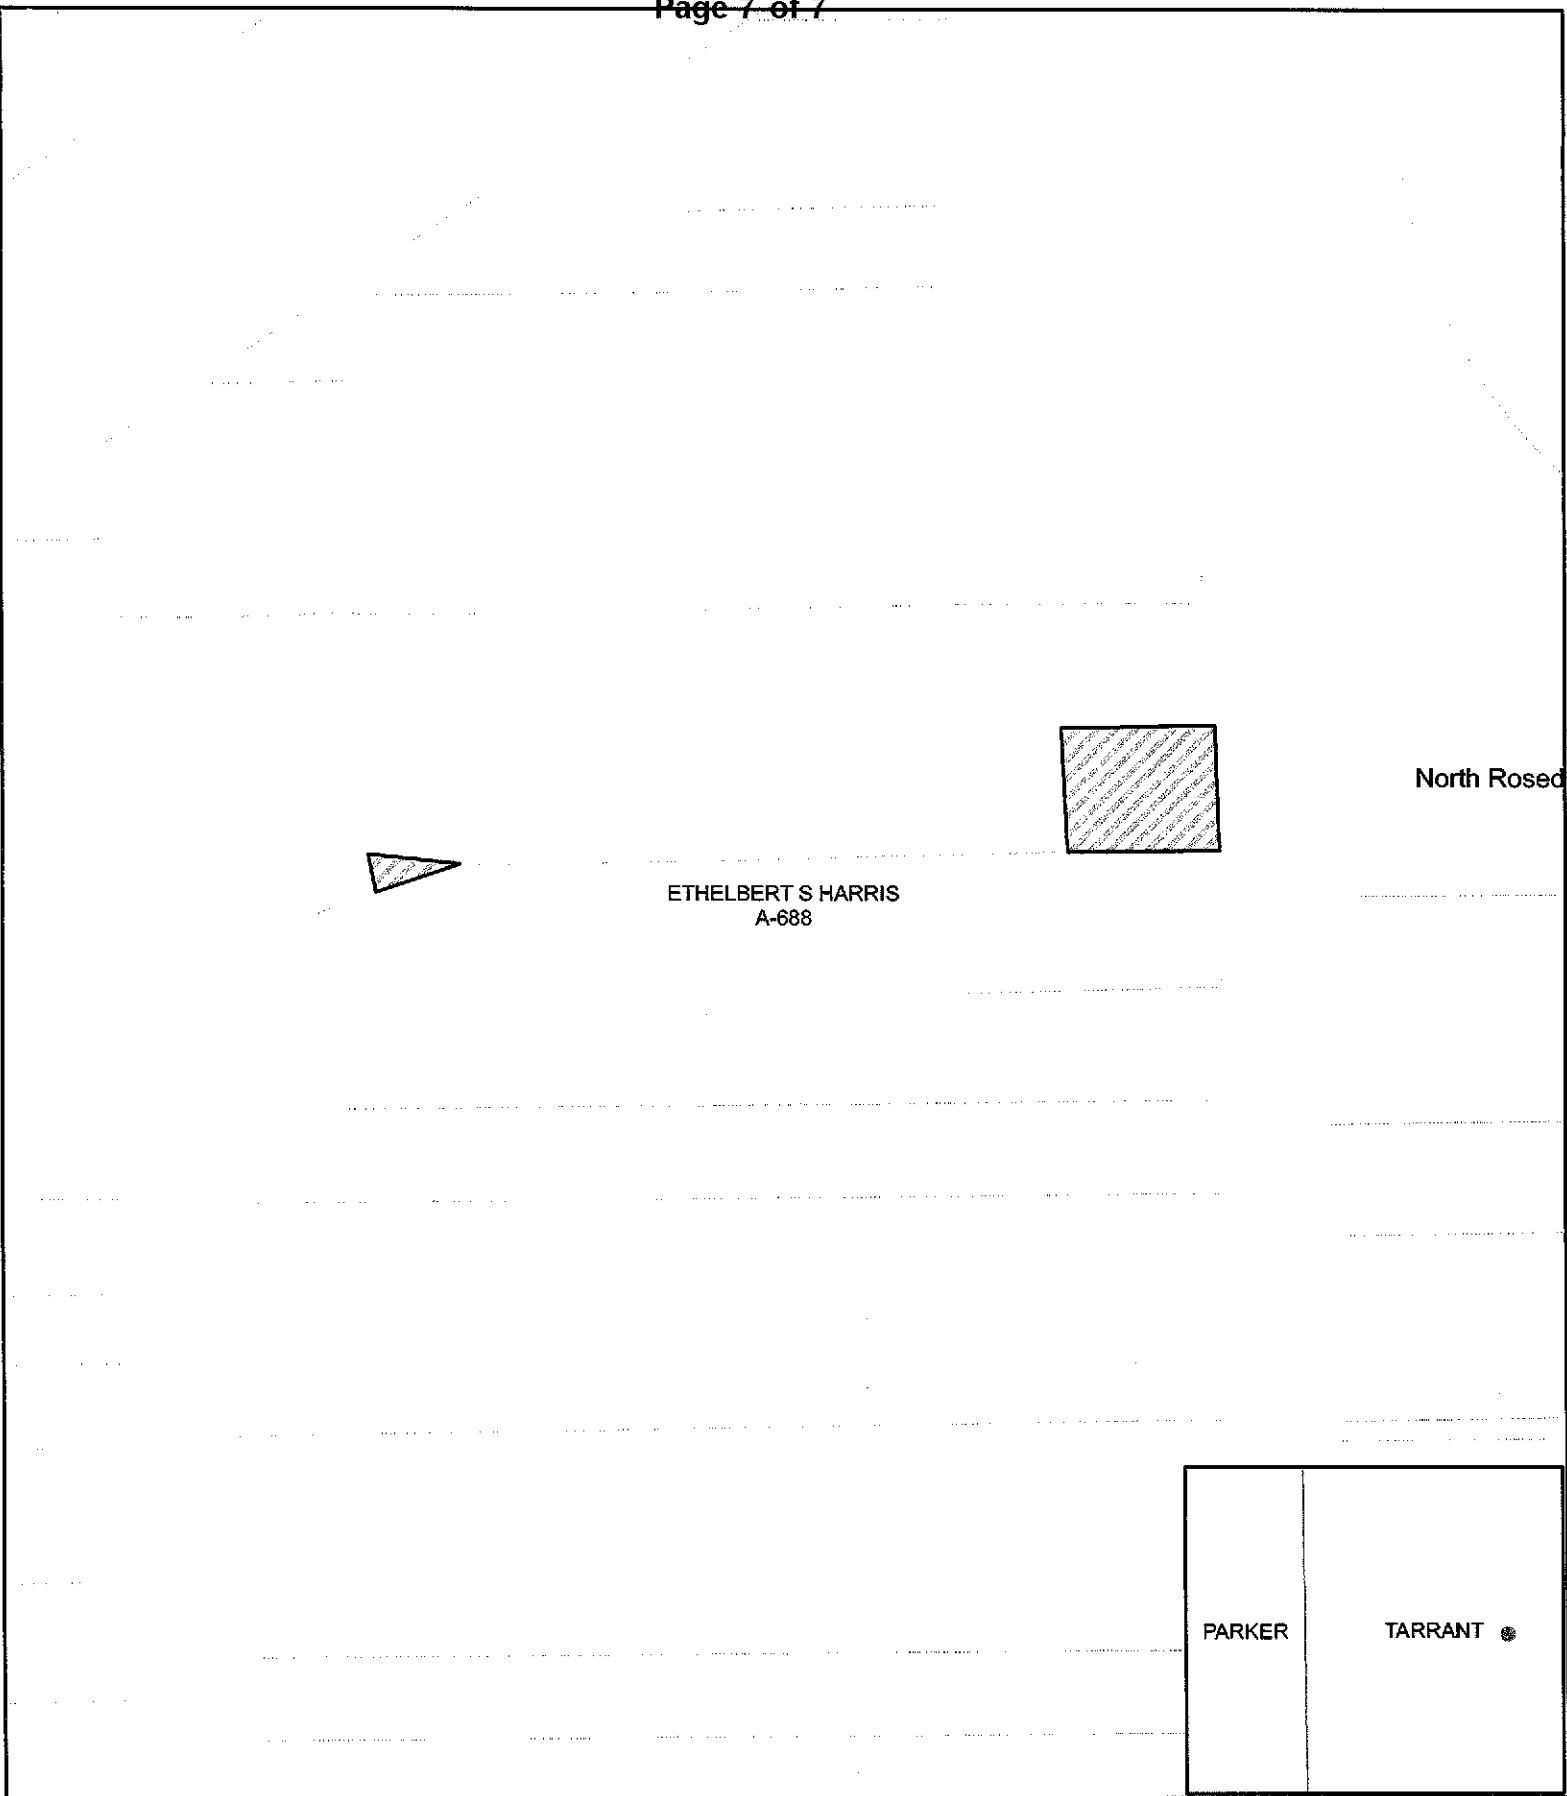 Page 7 of 7
North Rosed
ETHELBERT S HARRIS
A-688
PARKER
TARRANT